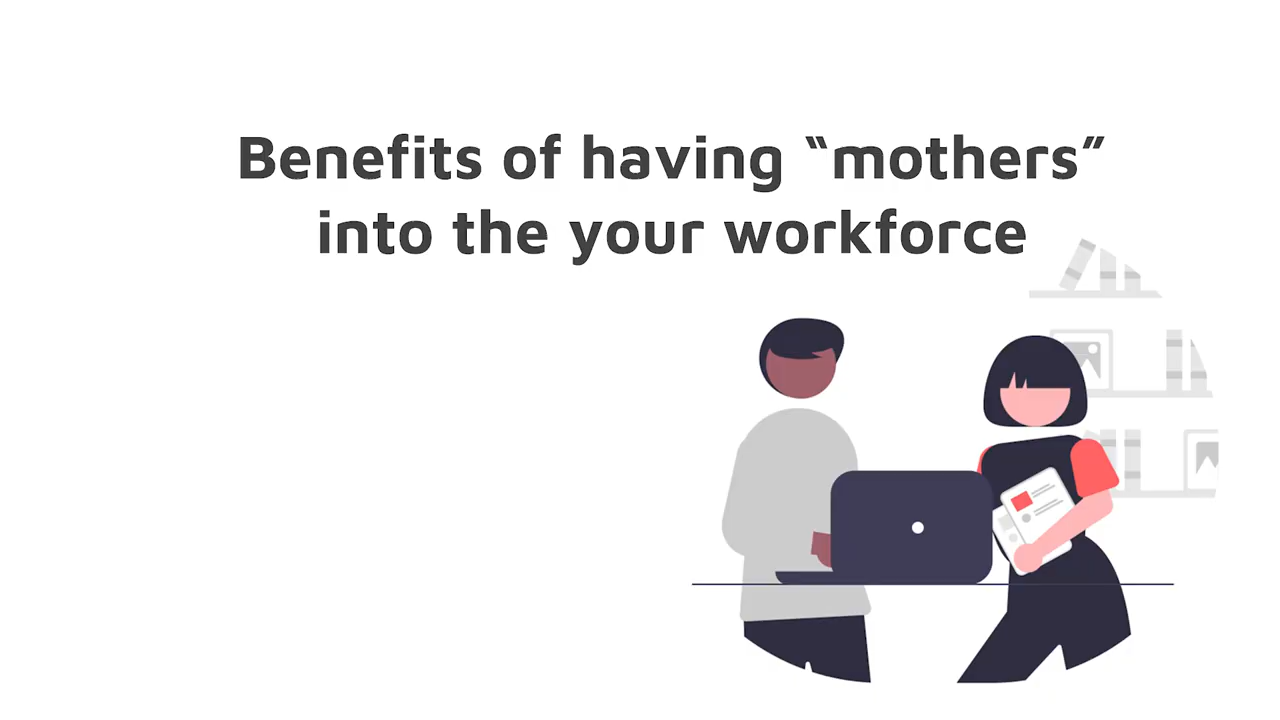 Benefits of having “mothers”
into the your workforce